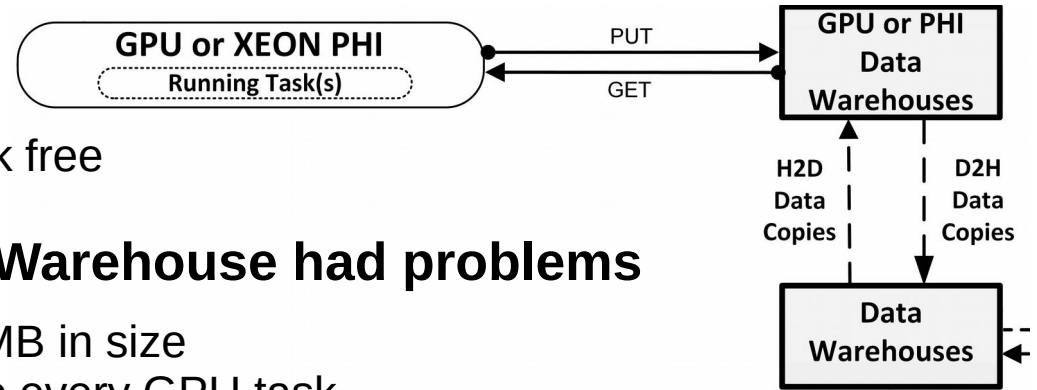 GPU or XEON PHI
Running Task(s)
PUT
GET
GPU or PHI
Data
Warehouses
k free
H2D
Data
Copies
D2H
Data
Copies
Warehouse had problems
MB in size
every GPU task
Data
Warehouses